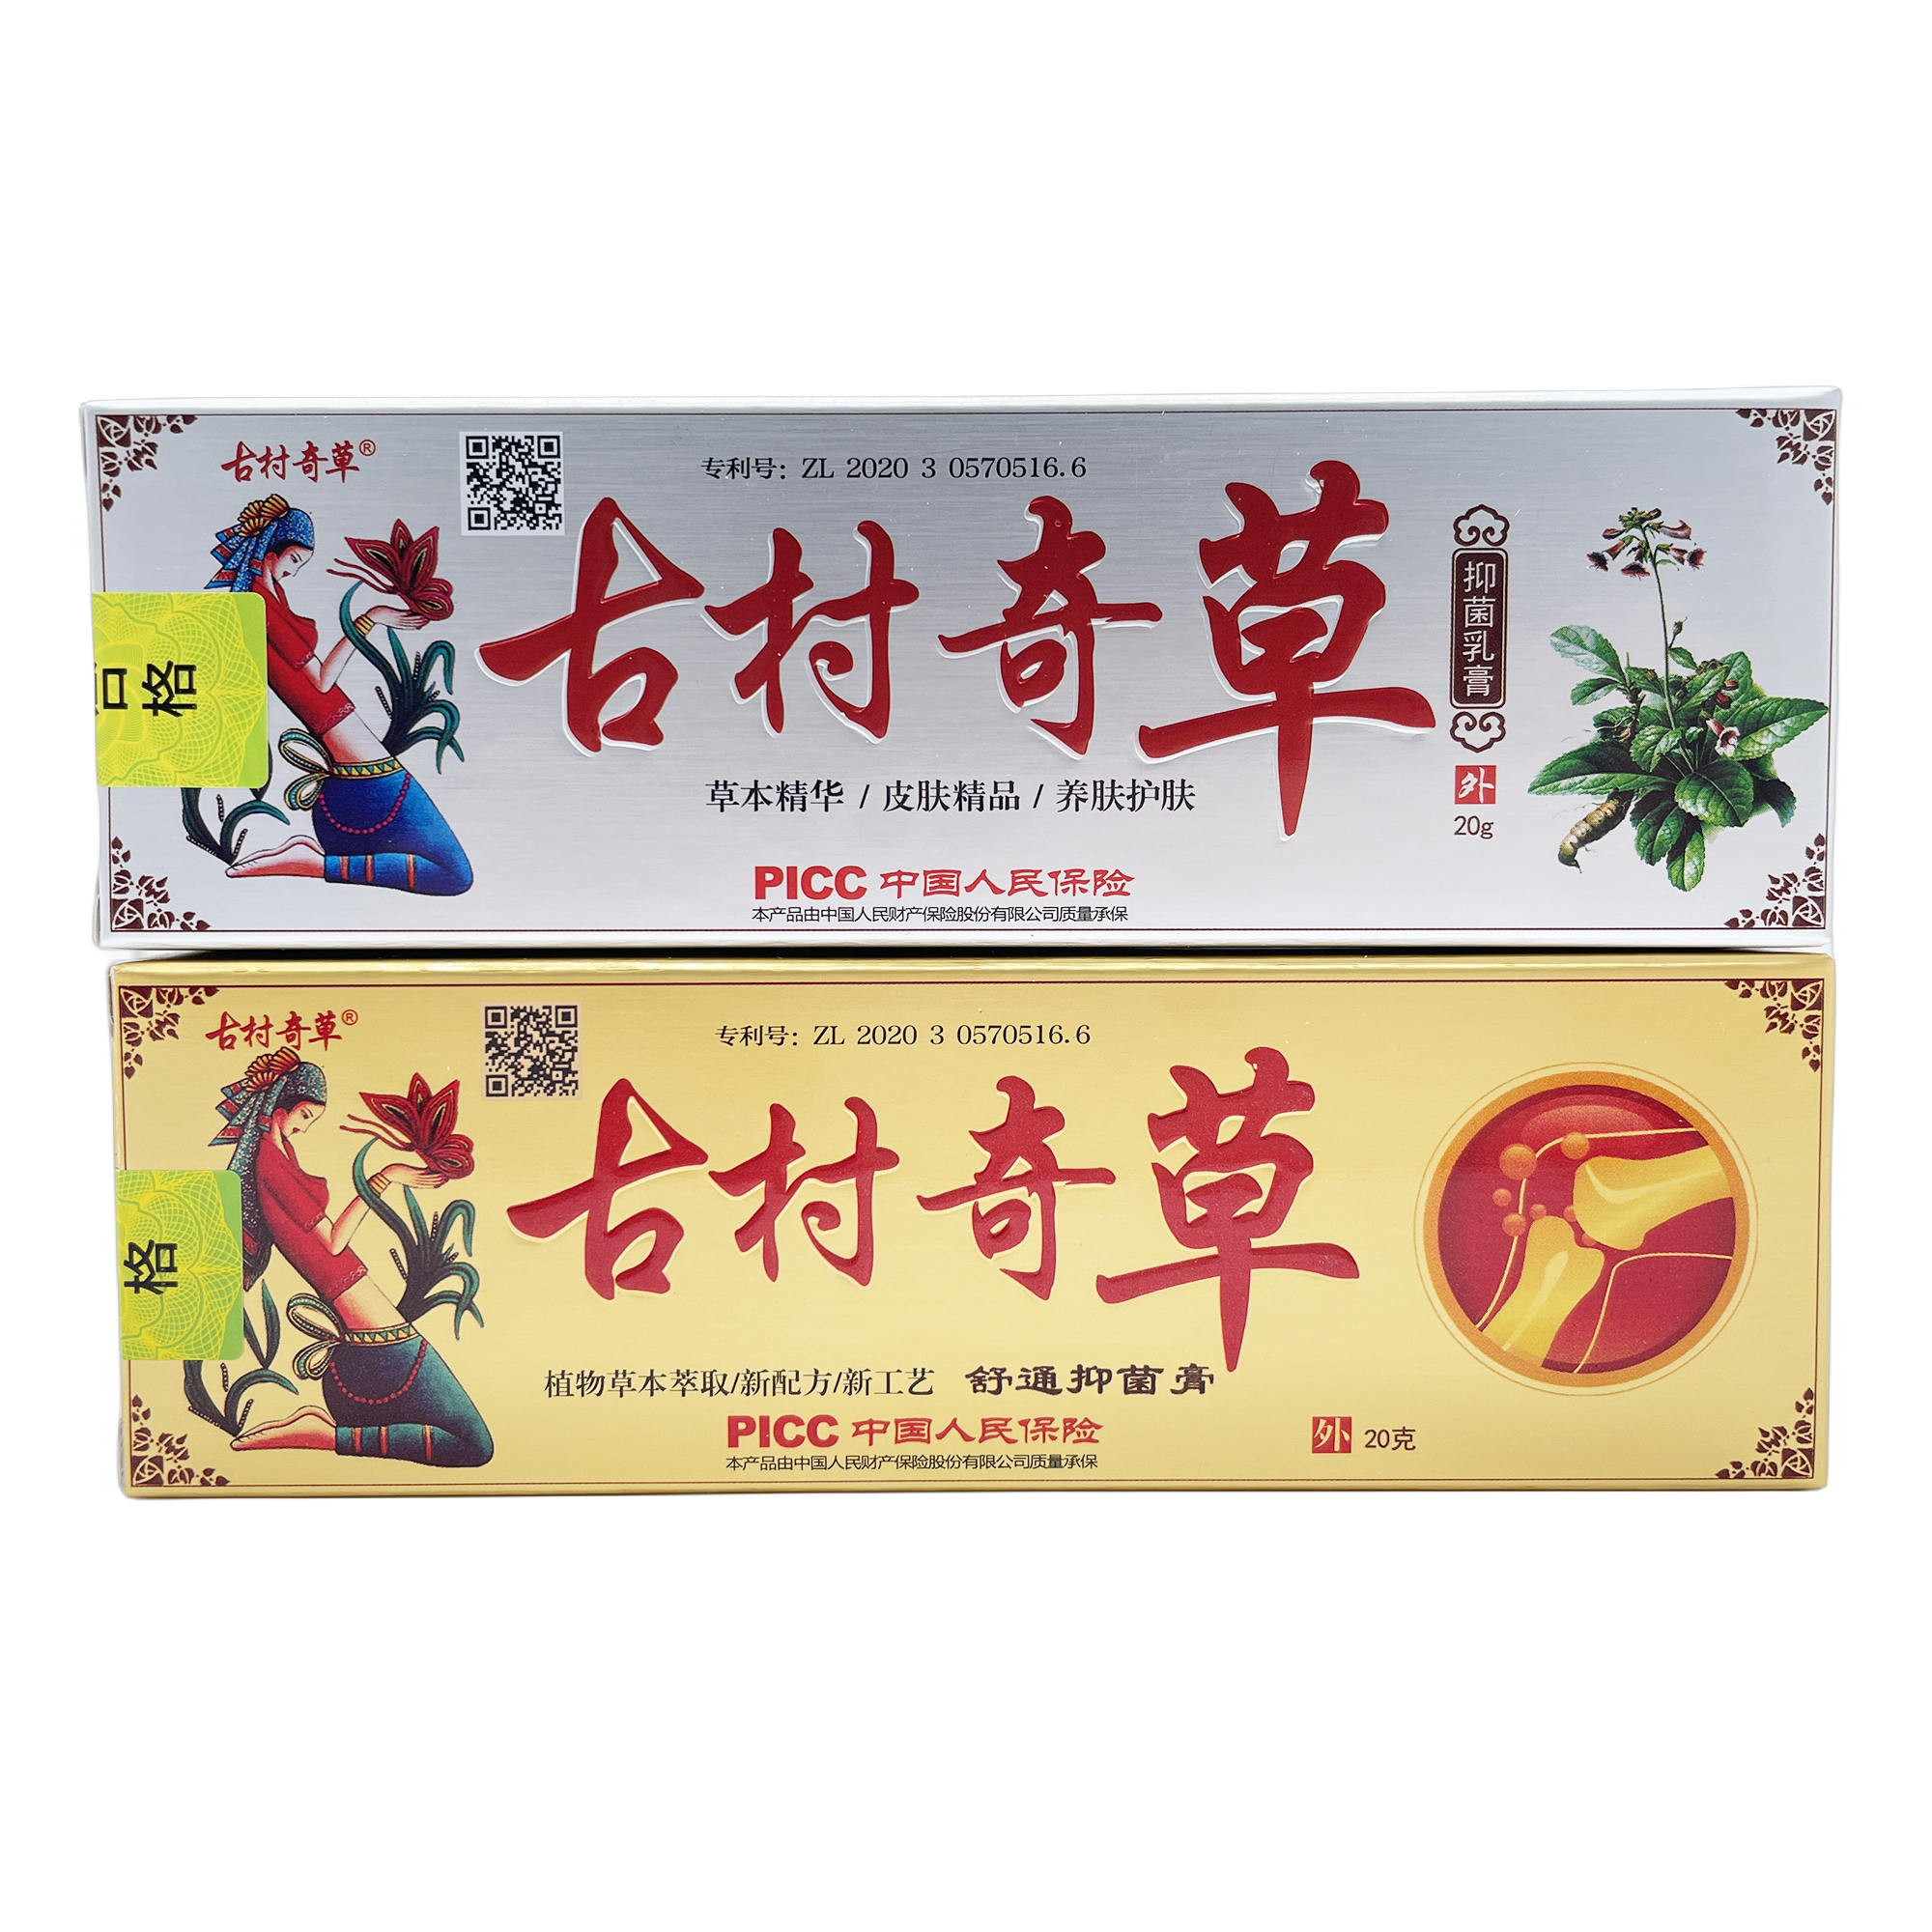 古村奇草®
专利号：ZL 2020 3 0570516.6
古村奇草
抑菌乳膏
外
20g
草本精华 / 皮肤精品 / 养肤护肤
PICC 中国人民保险
本产品由中国人民财产保险股份有限公司质量承保
合格
古村奇草®
专利号：ZL 2020 3 0570516.6
古村奇草
植物草本萃取/新配方/新工艺 舒通抑菌膏
PICC 中国人民保险
本产品由中国人民财产保险股份有限公司质量承保
外 20克
格